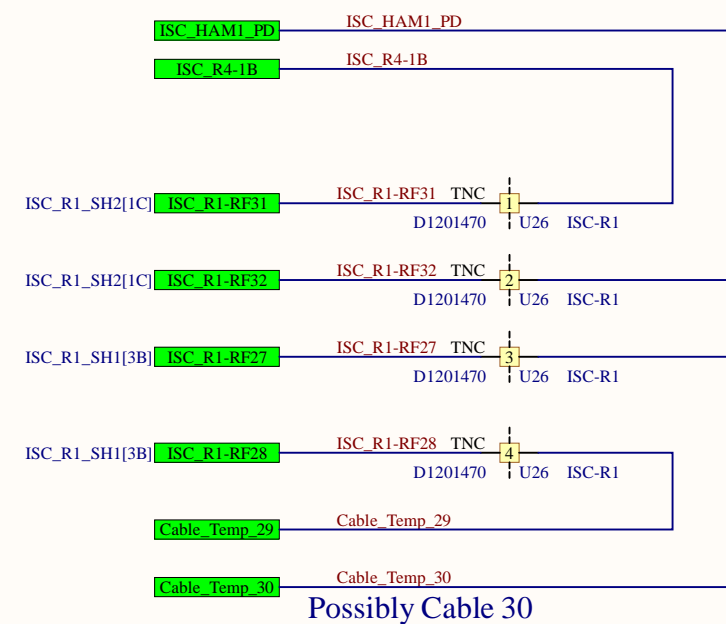 ISC_HAM1_PD ISC_HAM1_PD
ISC_R4-1B ISC_R4-1B
ISC_R1_SH2[1C] ISC_R1-RF31 ISC_R1-RF31 TNC 1
D1201470 U26 ISC-R1
ISC_R1_SH2[1C] ISC_R1-RF32 ISC_R1-RF32 TNC 2
D1201470 U26 ISC-R1
ISC_R1_SH1[3B] ISC_R1-RF27 ISC_R1-RF27 TNC 3
D1201470 U26 ISC-R1
ISC_R1_SH1[3B] ISC_R1-RF28 ISC_R1-RF28 TNC 4
D1201470 U26 ISC-R1
Cable_Temp_29 Cable_Temp_29
Cable_Temp_30 Cable_Temp_30
Possibly Cable 30